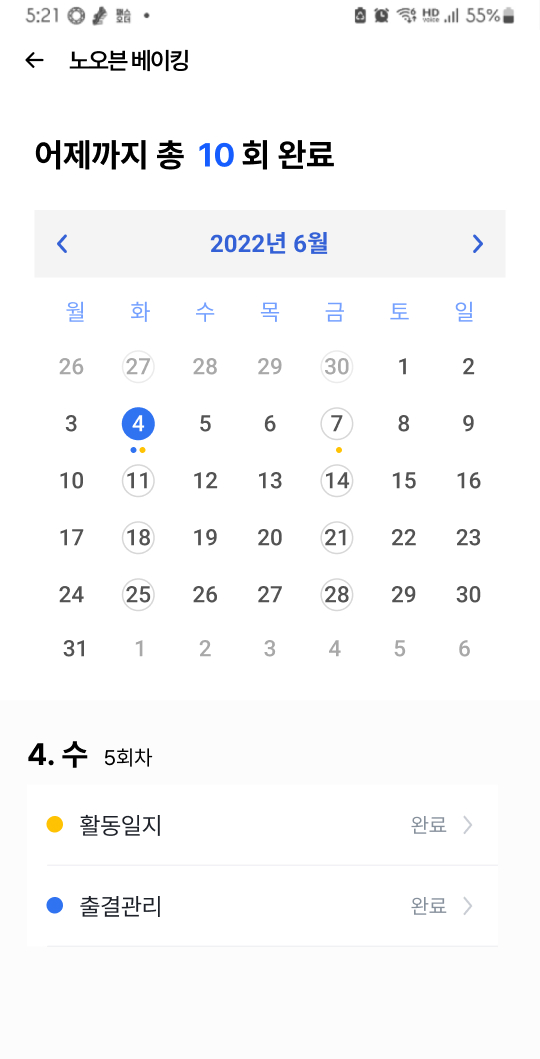 5:21 HD 55%
노오븐 베이킹
어제까지 총 10 회 완료
2022년 6월
월 화 수 목 금 토 일
26 27 28 29 30 1 2
3 4 5 6 7 8 9
10 11 12 13 14 15 16
17 18 19 20 21 22 23
24 25 26 27 28 29 30
31 1 2 3 4 5 6
4. 수 5회차
활동일지 완료
출결관리 완료